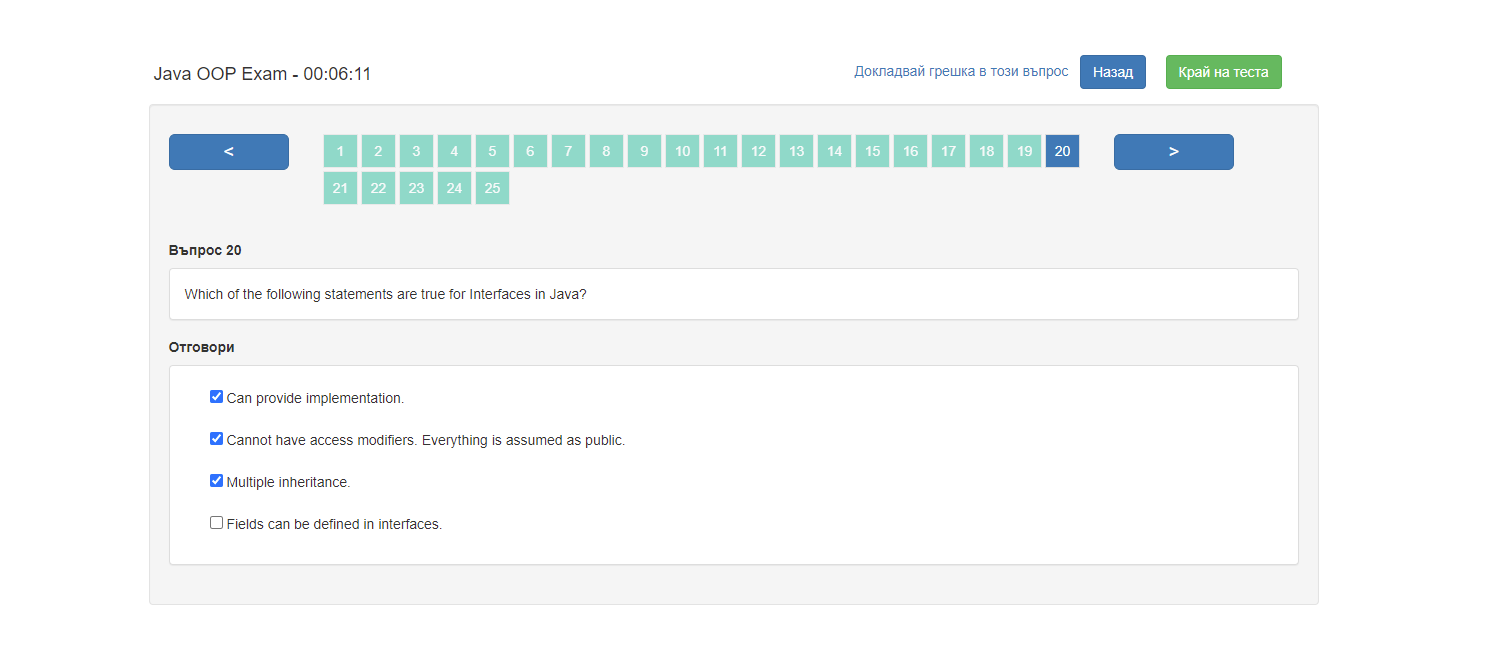 Java OOP Exam - 00:06:11
Докладвай грешка в този въпрос
Назад
Край на теста
<
1 2 3 4 5 6 7 8 9 10 11 12 13 14 15 16 17 18 19 20
>
21 22 23 24 25
Въпрос 20
Which of the following statements are true for Interfaces in Java?
Отговори
Can provide implementation.
Cannot have access modifiers. Everything is assumed as public.
Multiple inheritance.
Fields can be defined in interfaces.